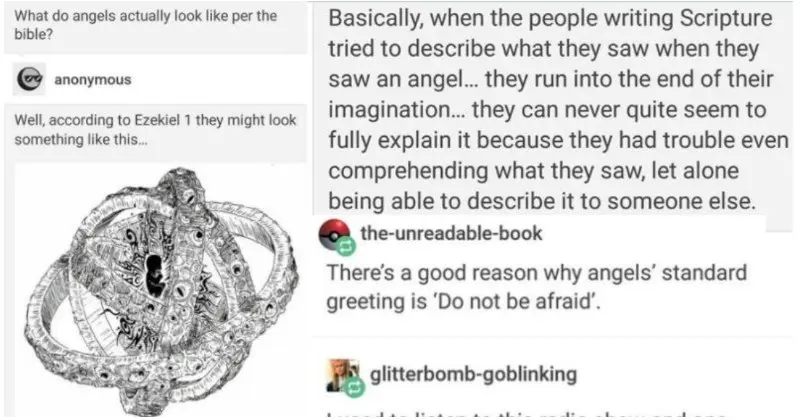 What do angels actually look like per the
bible?
anonymous
Well, according to Ezekiel 1 they might look
something like this...
Basically, when the people writing Scripture
tried to describe what they saw when they
saw an angel... they run into the end of their
imagination... they can never quite seem to
fully explain it because they had trouble even
comprehending what they saw, let alone
being able to describe it to someone else.
the-unreadable-book
There's a good reason why angels' standard
greeting is 'Do not be afraid'.
glitterbomb-goblinking